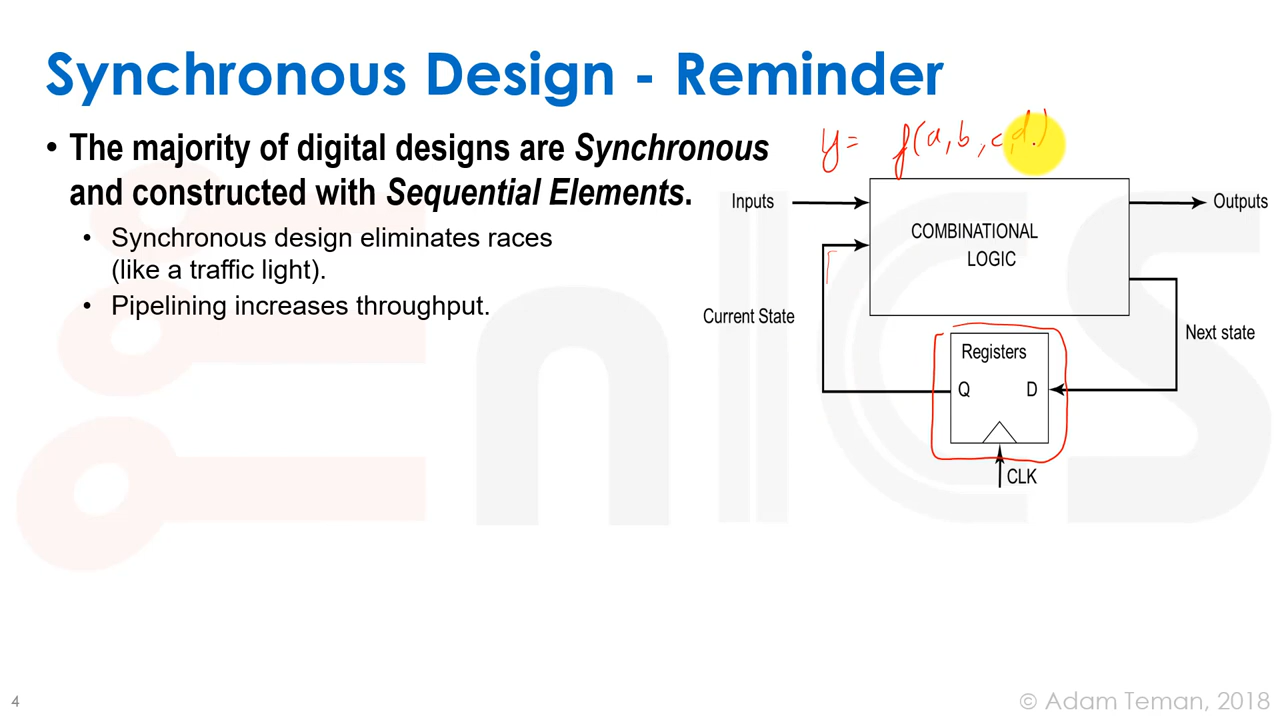 Synchronous Design - Reminder
• The majority of digital designs are Synchronous
and constructed with Sequential Elements.
• Synchronous design eliminates races
(like a traffic light).
• Pipelining increases throughput.
y = f(a, b, c, d)
Inputs
COMBINATIONAL
LOGIC
Outputs
Current State
Next state
Registers
Q D
CLK
4
© Adam Teman, 2018
enICS